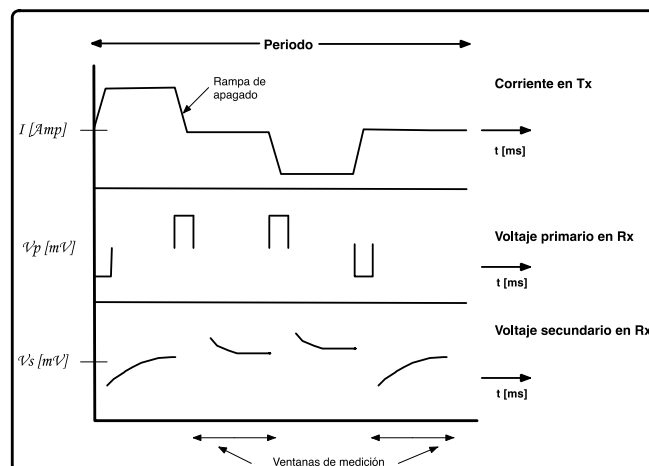 Periodo
Rampa de
apagado
Corriente en Tx
I [Amp]
t [ms]
Vp [mV]
Voltaje primario en Rx
t [ms]
Voltaje secundario en Rx
Vs [mV]
t [ms]
Ventanas de medición